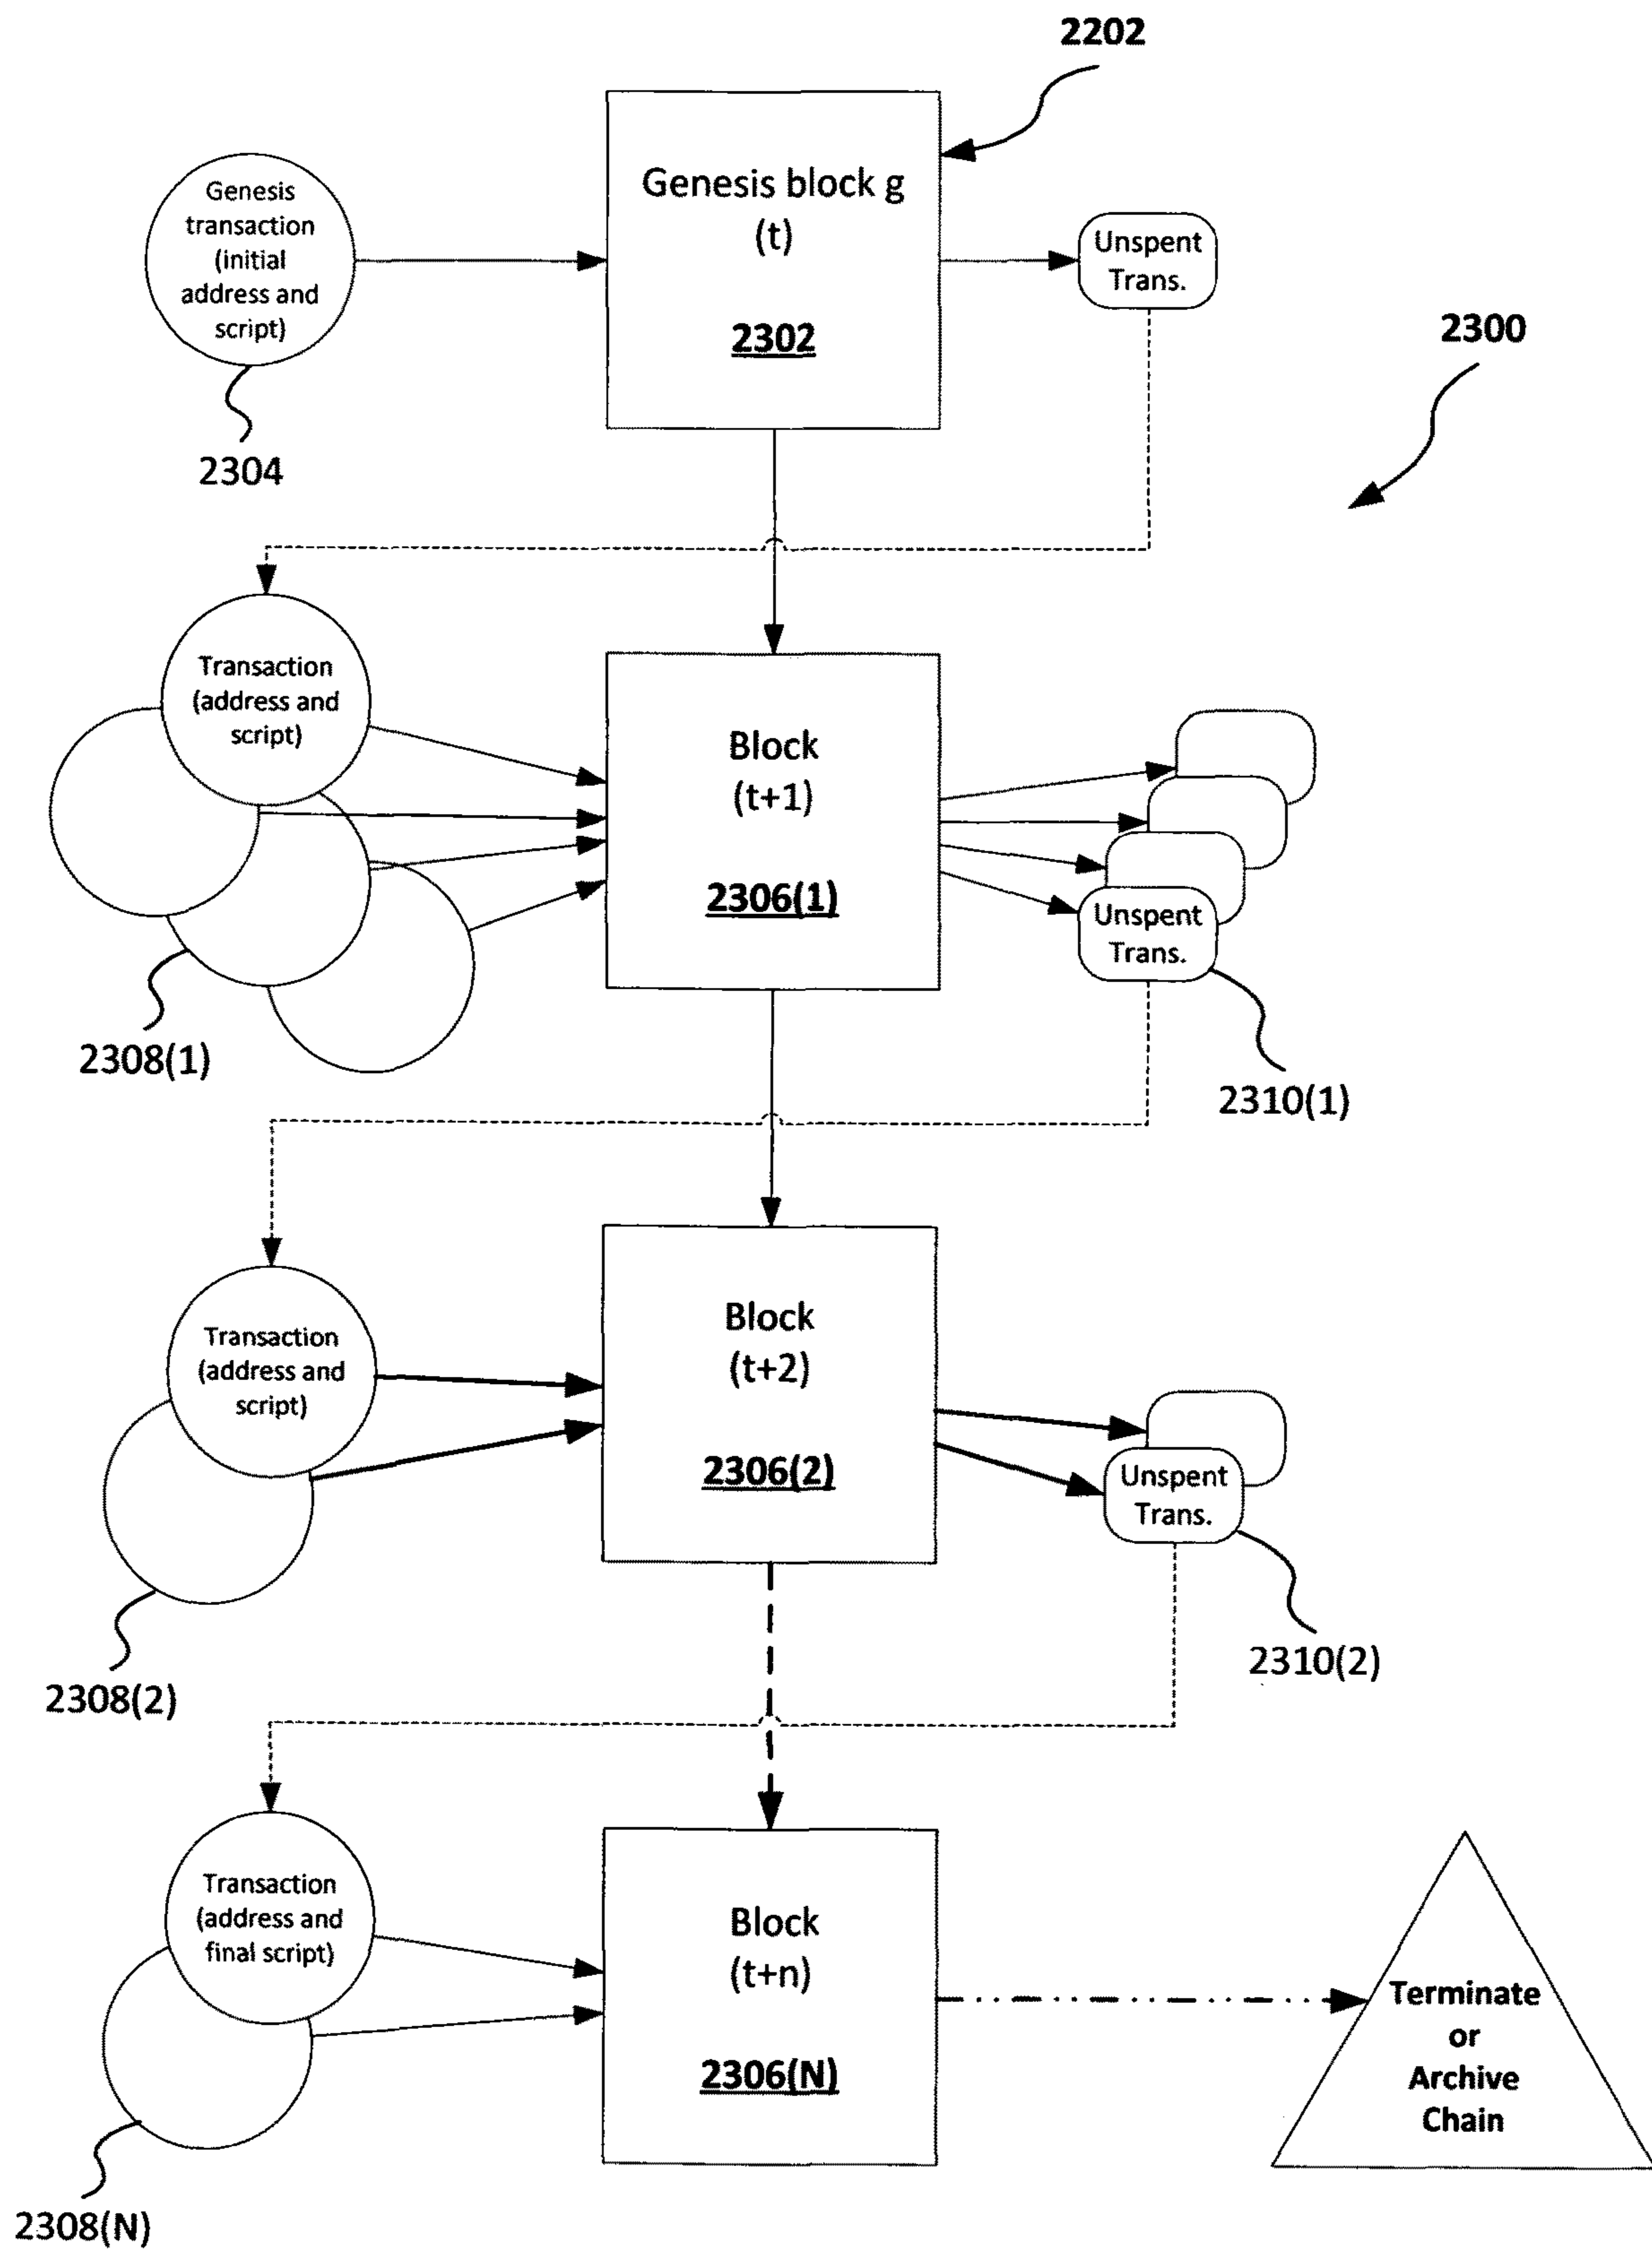 2202
Genesis
transaction
(initial
address and
script)
Genesis block g
(t)
2302
Unspent
Trans.
2300
2304
Transaction
(address and
script)
Block
(t+1)
2306(1)
Unspent
Trans.
2308(1)
2310(1)
Transaction
(address and
script)
Block
(t+2)
2306(2)
Unspent
Trans.
2308(2)
2310(2)
Transaction
(address and
final script)
Block
(t+n)
2306(N)
Terminate
or
Archive
Chain
2308(N)